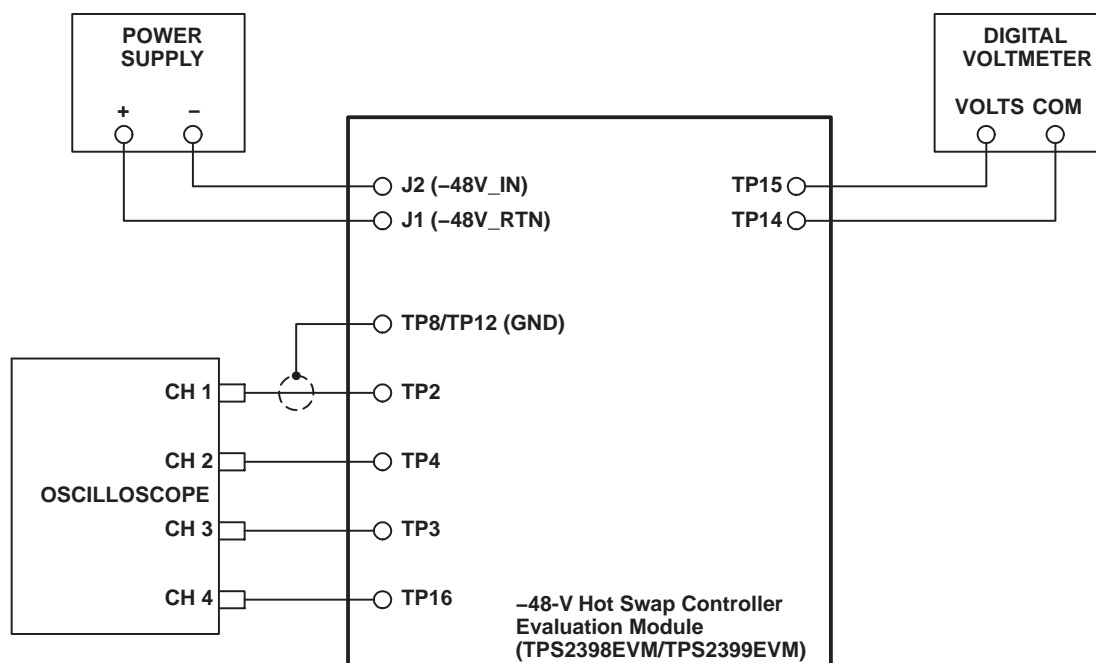 POWER
SUPPLY
+ −
DIGITAL
VOLTMETER
VOLTS COM
J2 (−48V_IN)
J1 (−48V_RTN)
TP15
TP14
TP8/TP12 (GND)
CH 1
TP2
CH 2
TP4
OSCILLOSCOPE
CH 3
TP3
CH 4
TP16
−48-V Hot Swap Controller
Evaluation Module
(TPS2398EVM/TPS2399EVM)